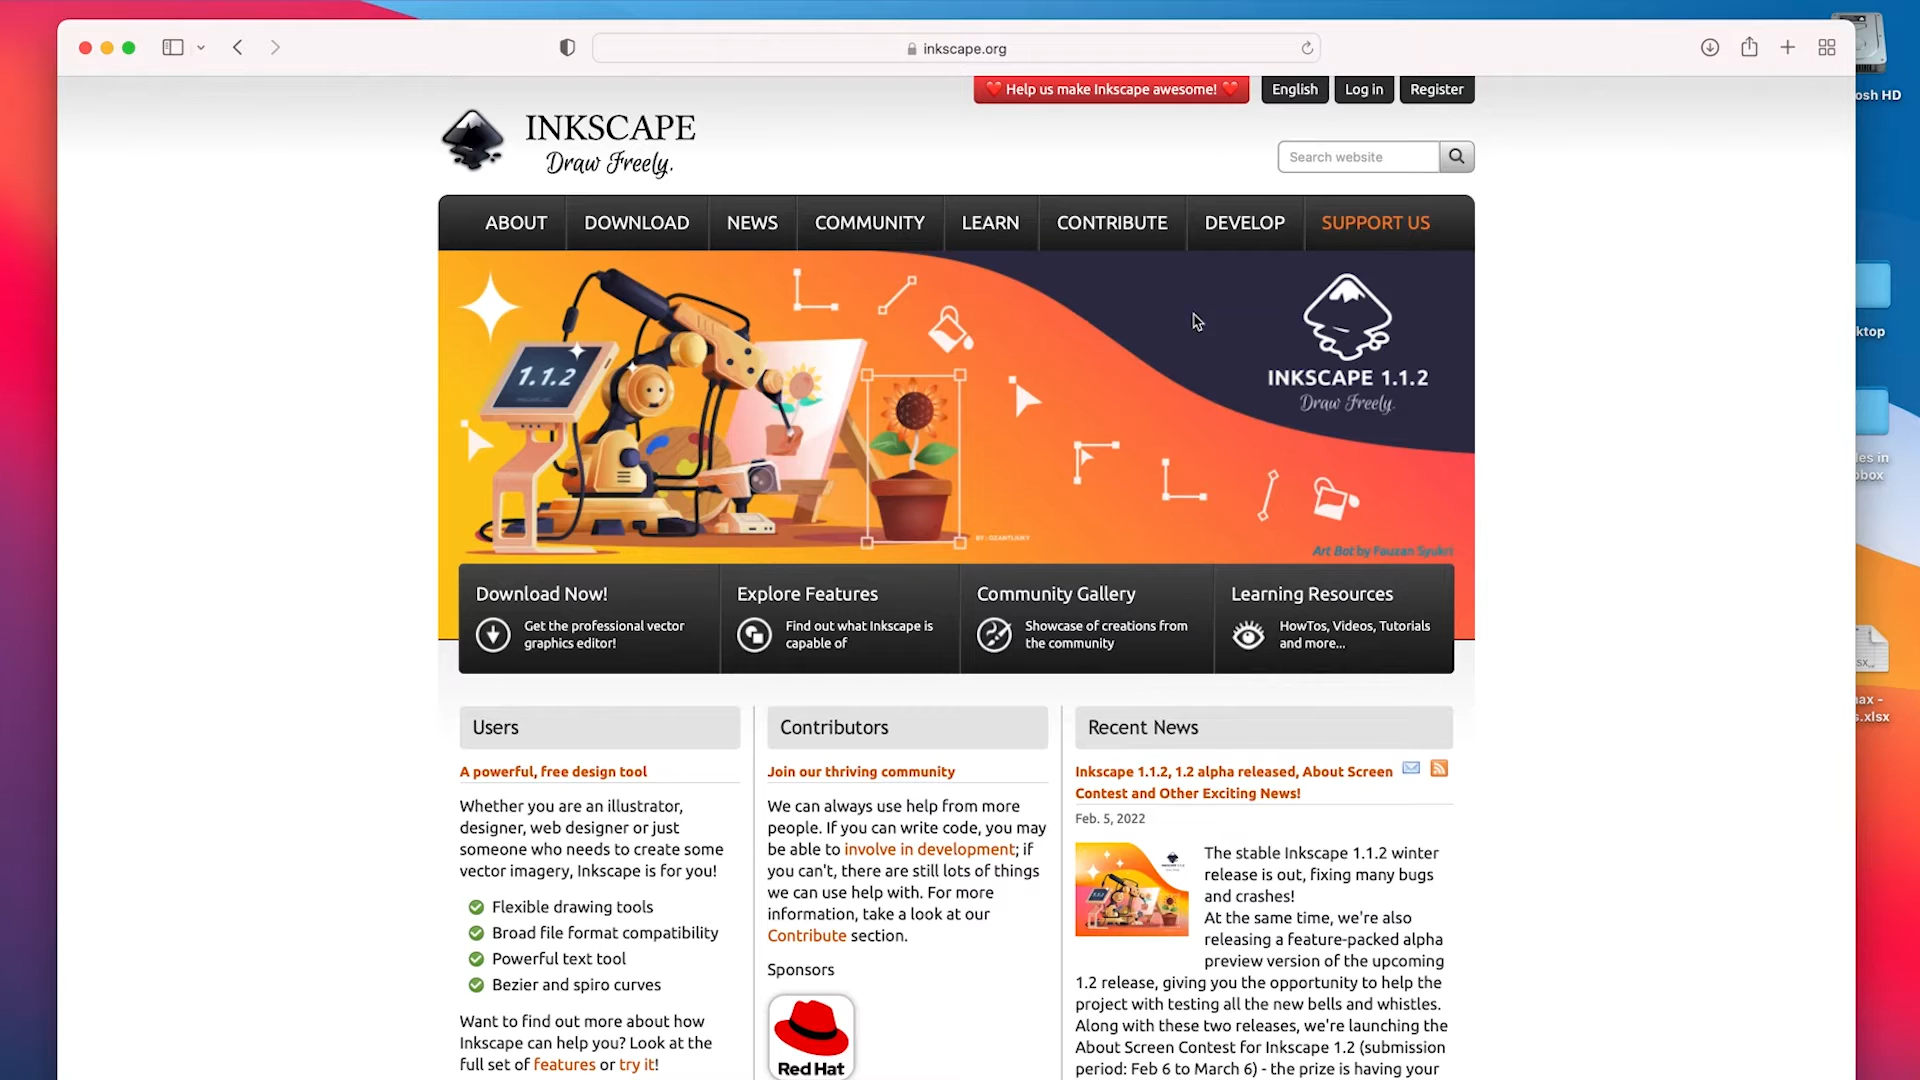 inkscape.org
Help us make Inkscape awesome!
English
Log in
Register
INKSCAPE
Draw Freely.
Search website
ABOUT
DOWNLOAD
NEWS
COMMUNITY
LEARN
CONTRIBUTE
DEVELOP
SUPPORT US
1.1.2
INKSCAPE 1.1.2
Draw Freely.
Art Bot by Fauzan Syukri
Download Now!
Get the professional vector
graphics editor!
Explore Features
Find out what Inkscape is
capable of
Community Gallery
Showcase of creations from
the community
Learning Resources
HowTos, Videos, Tutorials
and more...
Users
A powerful, free design tool
Whether you are an illustrator,
designer, web designer or just
someone who needs to create some
vector imagery, Inkscape is for you!
Flexible drawing tools
Broad file format compatibility
Powerful text tool
Bezier and spiro curves
Want to find out more about how
Inkscape can help you? Look at the
full set of features or try it!
Contributors
Join our thriving community
We can always use help from more
people. If you can write code, you may
be able to involve in development; if
you can't, there are still lots of things
we can use help with. For more
information, take a look at our
Contribute section.
Sponsors
Red Hat
Recent News
Inkscape 1.1.2, 1.2 alpha released, About Screen
Contest and Other Exciting News!
Feb. 5, 2022
The stable Inkscape 1.1.2 winter
release is out, fixing many bugs
and crashes!
At the same time, we're also
releasing a feature-packed alpha
preview version of the upcoming
1.2 release, giving you the opportunity to help the
project with testing all the new bells and whistles.
Along with these two releases, we're launching the
About Screen Contest for Inkscape 1.2 (submission
period: Feb 6 to March 6) - the prize is having your
osh HD
ktop
les in
obox
ax -
s.xlsx